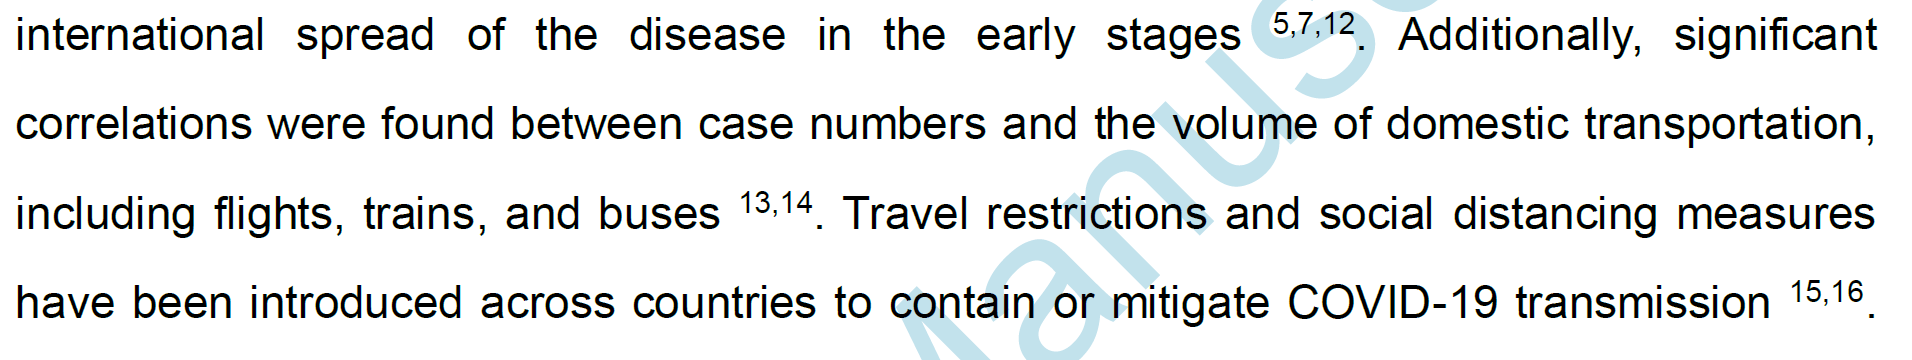 international spread of the disease in the early stages 5,7,12. Additionally, significant
correlations were found between case numbers and the volume of domestic transportation,
including flights, trains, and buses 13,14. Travel restrictions and social distancing measures
have been introduced across countries to contain or mitigate COVID-19 transmission 15,16.
Manus